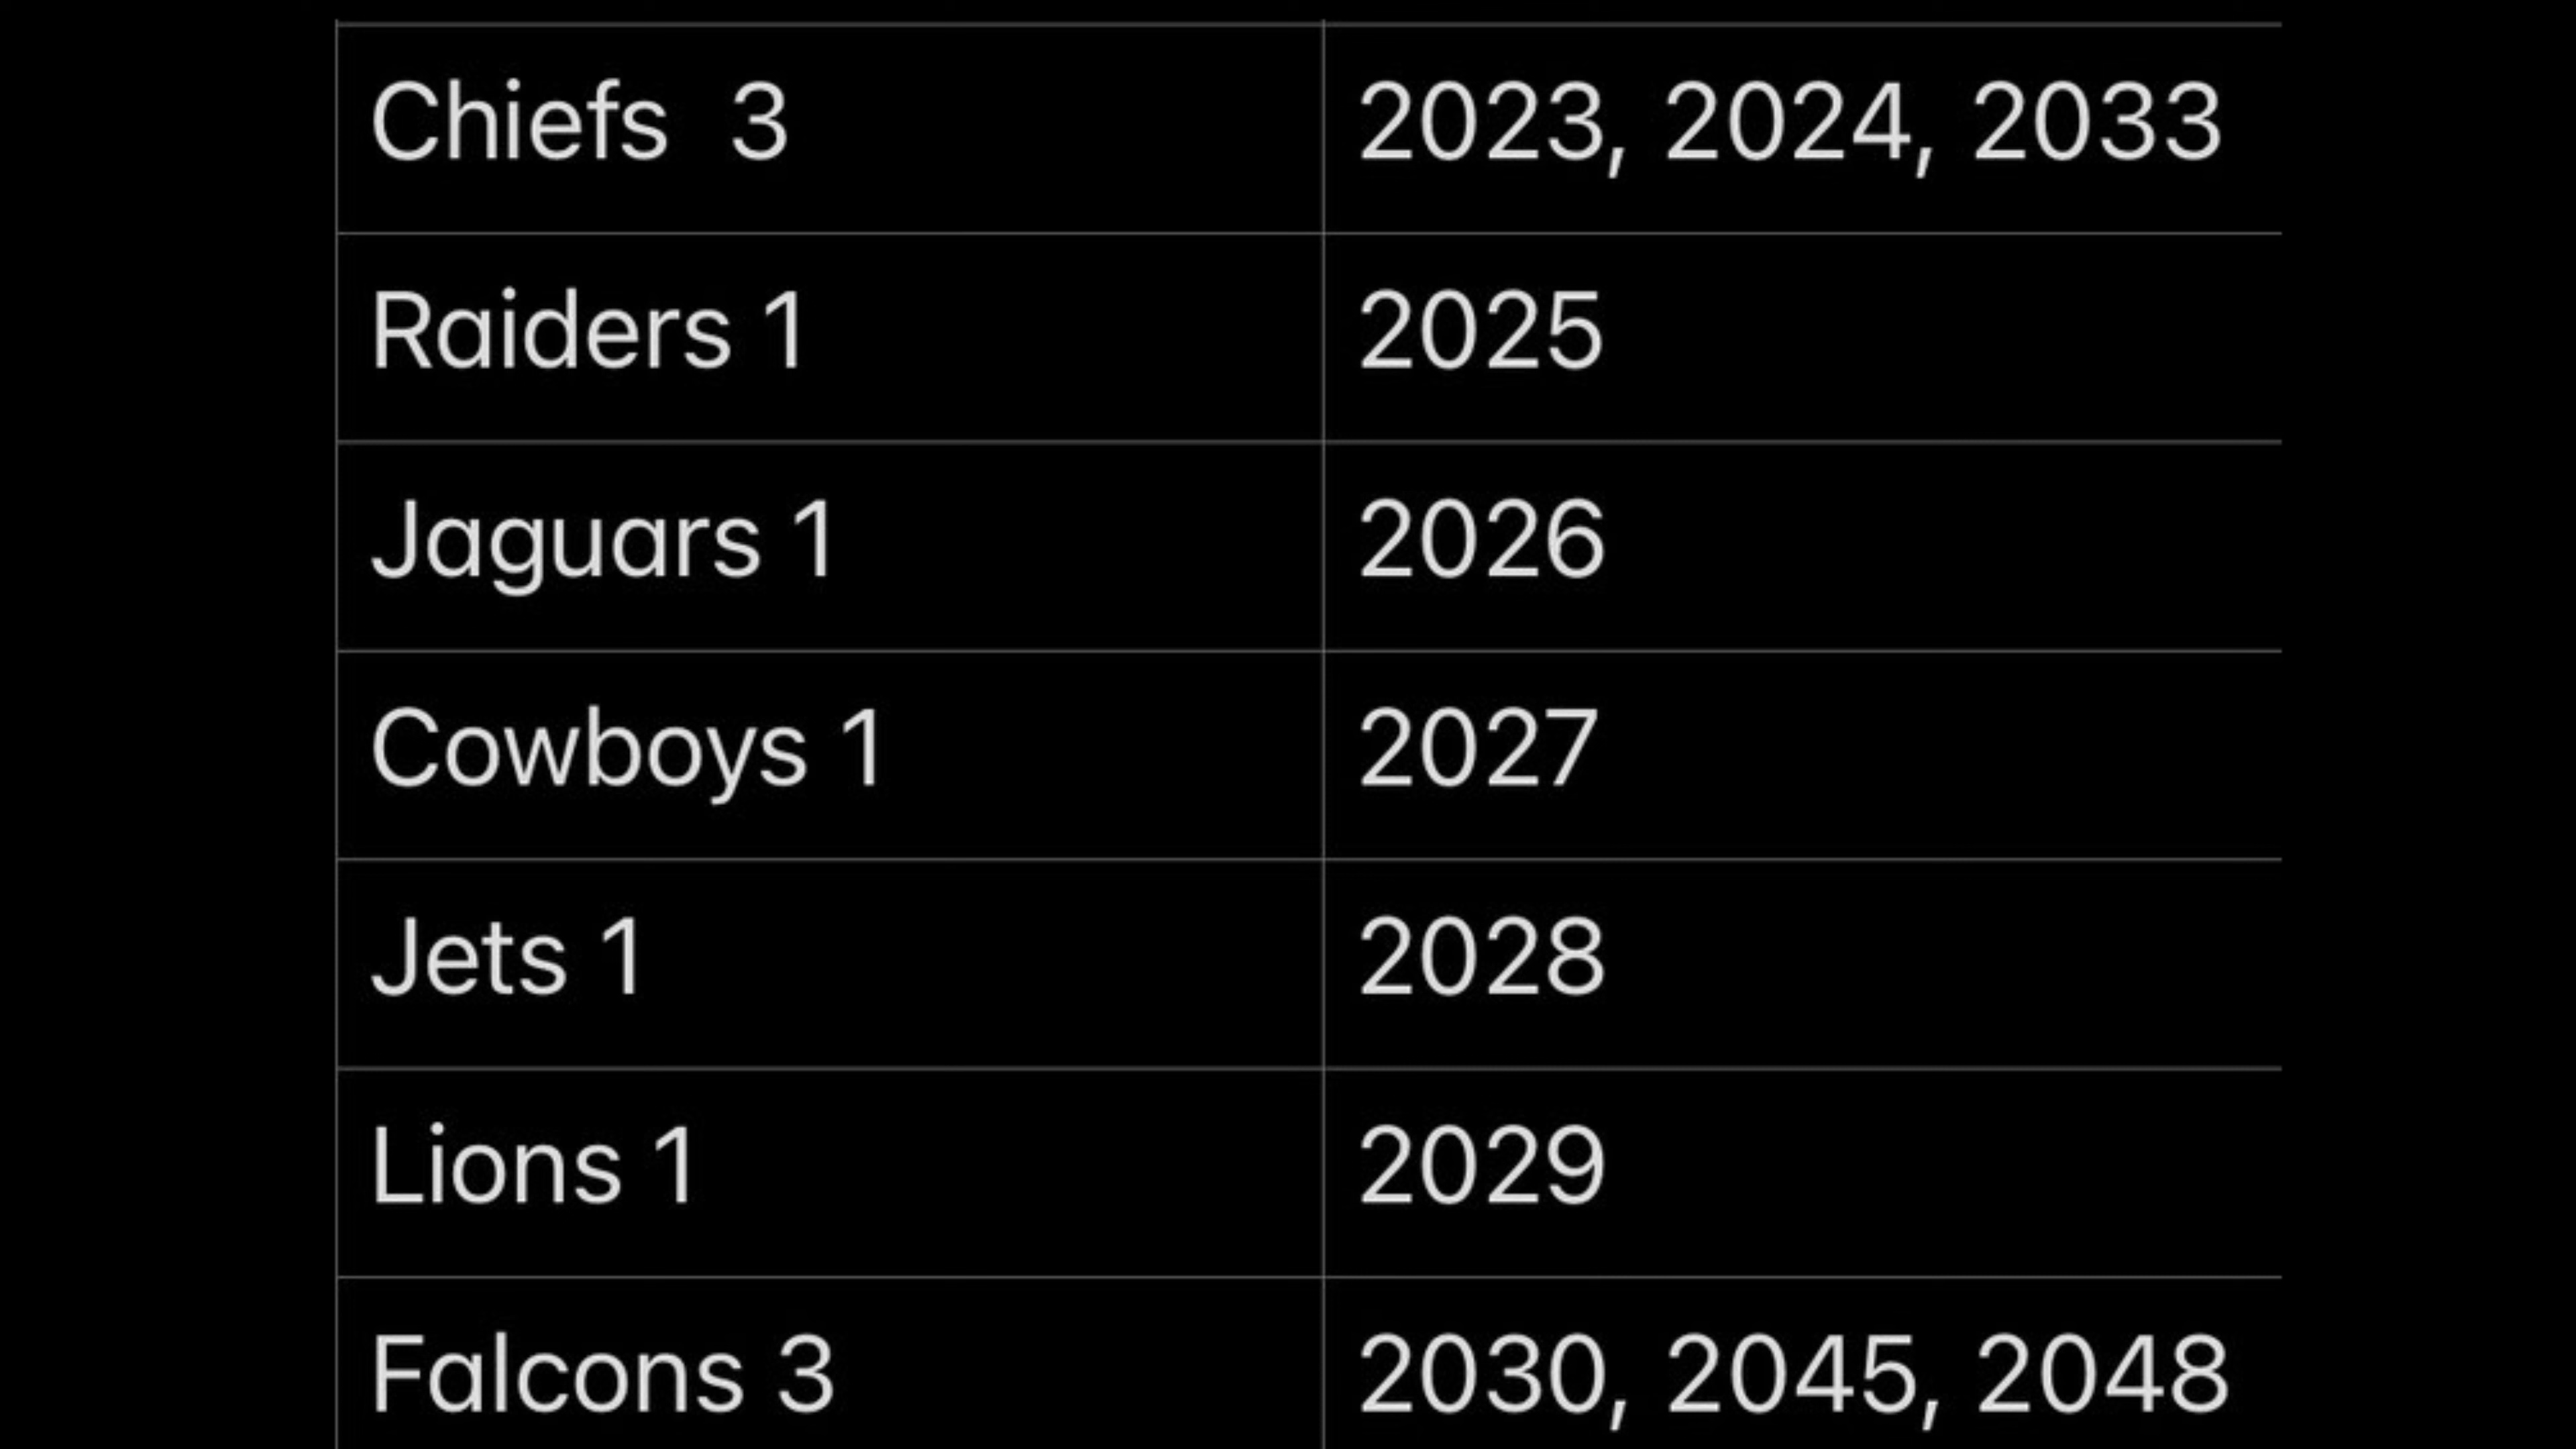 Chiefs  3 2023, 2024, 2033
Raiders 1 2025
Jaguars 1 2026
Cowboys 1 2027
Jets 1 2028
Lions 1 2029
Falcons 3 2030, 2045, 2048